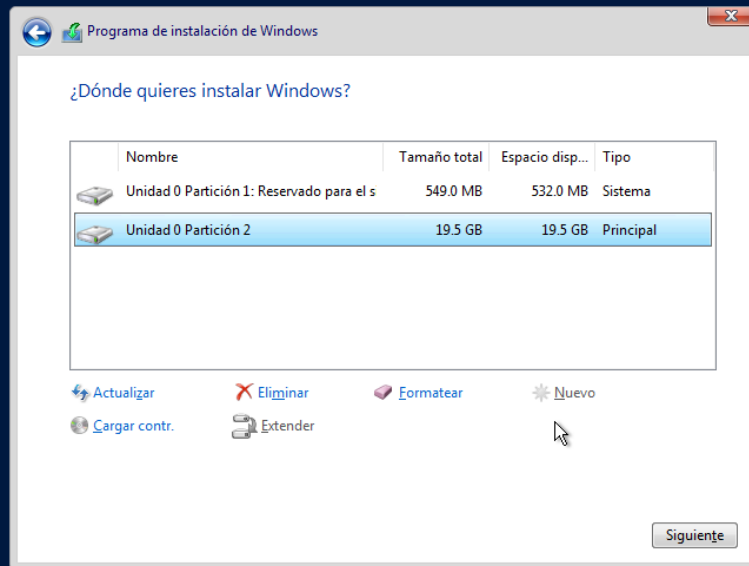 Programa de instalación de Windows
¿Dónde quieres instalar Windows?
Nombre Tamaño total Espacio disp... Tipo
Unidad 0 Partición 1: Reservado para el s 549.0 MB 532.0 MB Sistema
Unidad 0 Partición 2 19.5 GB 19.5 GB Principal
Actualizar Eliminar Formatear Nuevo
Cargar contr. Extender
Siguiente